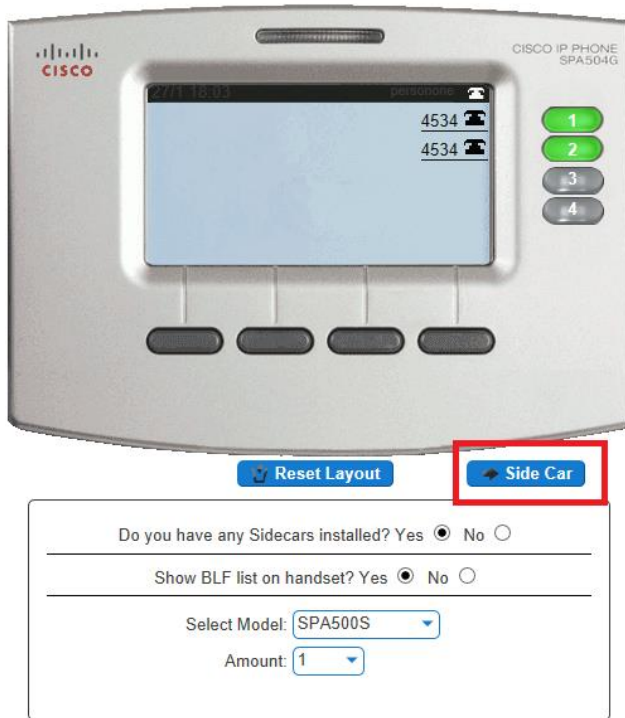 CISCO
CISCO IP PHONE
SPA504G
27/1 18:03 personone
4534
4534
1
2
3
4
Reset Layout
Side Car
Do you have any Sidecars installed? Yes No
Show BLF list on handset? Yes No
Select Model: SPA500S
Amount: 1